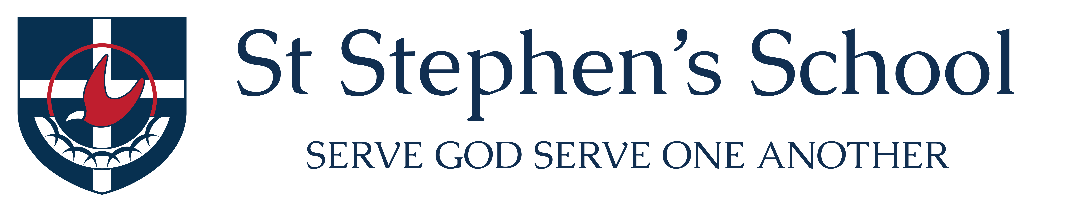 St Stephen’s School
SERVE GOD SERVE ONE ANOTHER